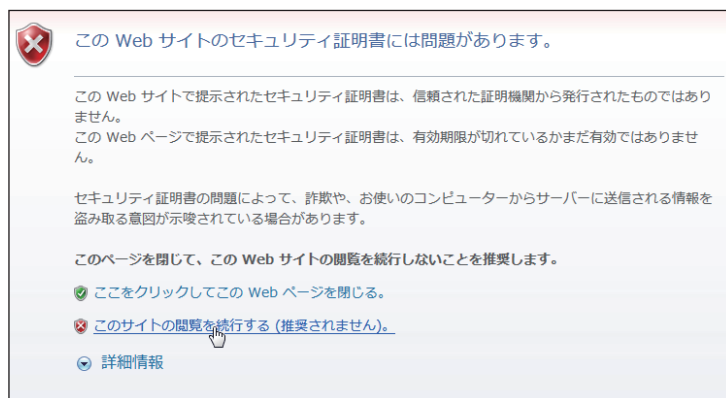 この Web サイトのセキュリティ証明書には問題があります。
この Web サイトで提示されたセキュリティ証明書は、信頼された証明機関から発行されたものではあり
ません。
この Web ページで提示されたセキュリティ証明書は、有効期限が切れているかまだ有効ではありませ
ん。
セキュリティ証明書の問題によって、詐欺や、お使いのコンピューターからサーバーに送信される情報を
盗み取る意図が示唆されている場合があります。
このページを閉じて、この Web サイトの閲覧を続行しないことを推奨します。
ここをクリックしてこの Web ページを閉じる。
このサイトの閲覧を続行する (推奨されません)。
詳細情報